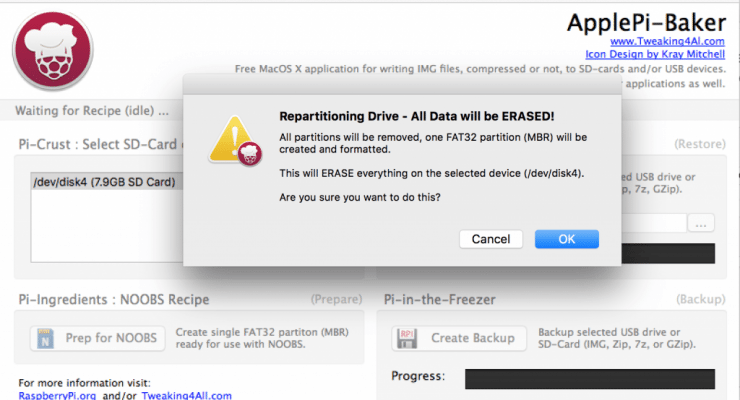 ApplePi-Baker
www.Tweaking4All.com
Icon Design by Kray Mitchell
Free MacOS X application for writing IMG files, compressed or not, to SD-cards and/or USB devices.
r applications as well.
Waiting for Recipe (idle) ...
Pi-Crust : Select SD-Card
(Restore)
/dev/disk4 (7.9GB SD Card)
ed USB drive or
p, 7z, GZip).
...
Repartitioning Drive - All Data will be ERASED!
All partitions will be removed, one FAT32 partition (MBR) will be
created and formatted.
This will ERASE everything on the selected device (/dev/disk4).
Are you sure you want to do this?
Cancel
OK
Pi-Ingredients : NOOBS Recipe
(Prepare)
N
Prep for NOOBS
Create single FAT32 partiton (MBR)
ready for use with NOOBS.
Pi-in-the-Freezer
(Backup)
RPI
Create Backup
Backup selected USB drive or
SD-Card (IMG, Zip, 7z, or GZip).
Progress:
For more information visit:
RaspberryPi.org and/or Tweaking4All.com